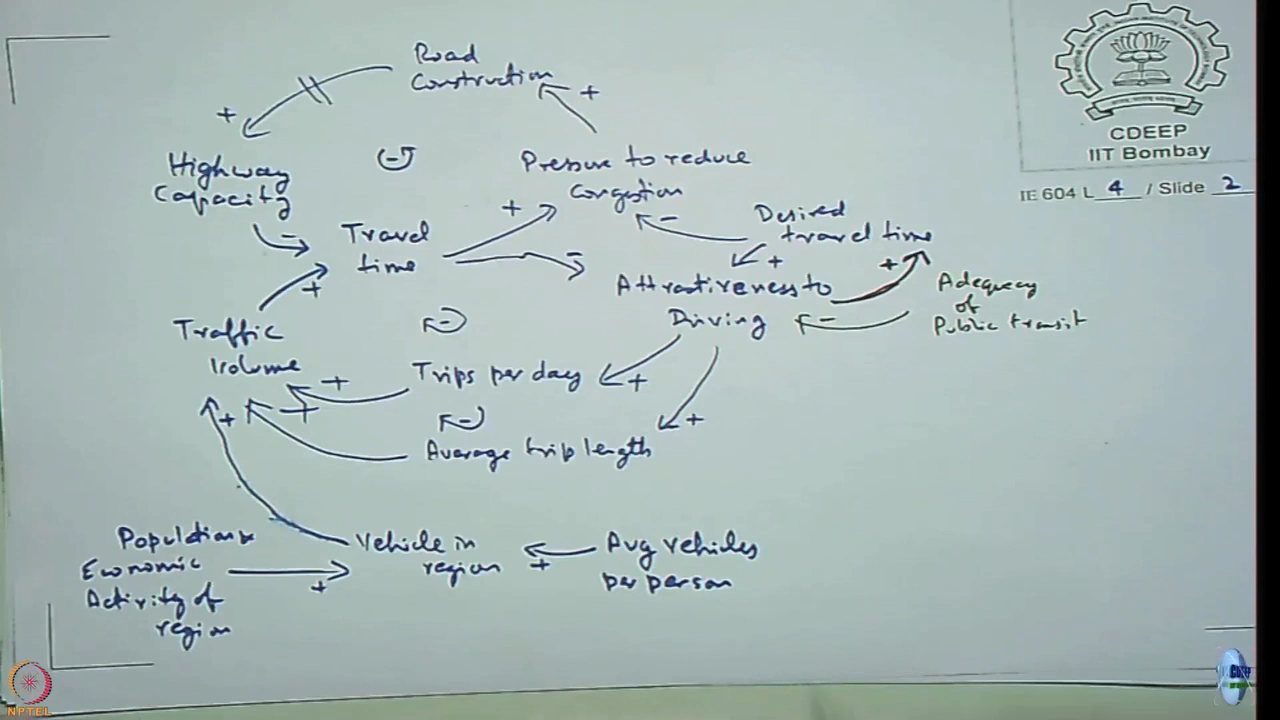 Road
Construction
+
+
Highway
Capacity
-
Pressure to reduce
Congestion
CDEEP
IIT Bombay
IE 604 L 4 / Slide 2
+
-
Desired
travel time
-
Travel
time
-
+
+
+
Attractiveness to
Driving
-
Adequacy
of
Public transit
Traffic
Volume
-
Trips per day
+
+
+
-
+
+
Average trip length
Population &
Economic
Activity of
region
+
Vehicle in
region
+
Avg vehicles
per person
NPTEL
CDEEP